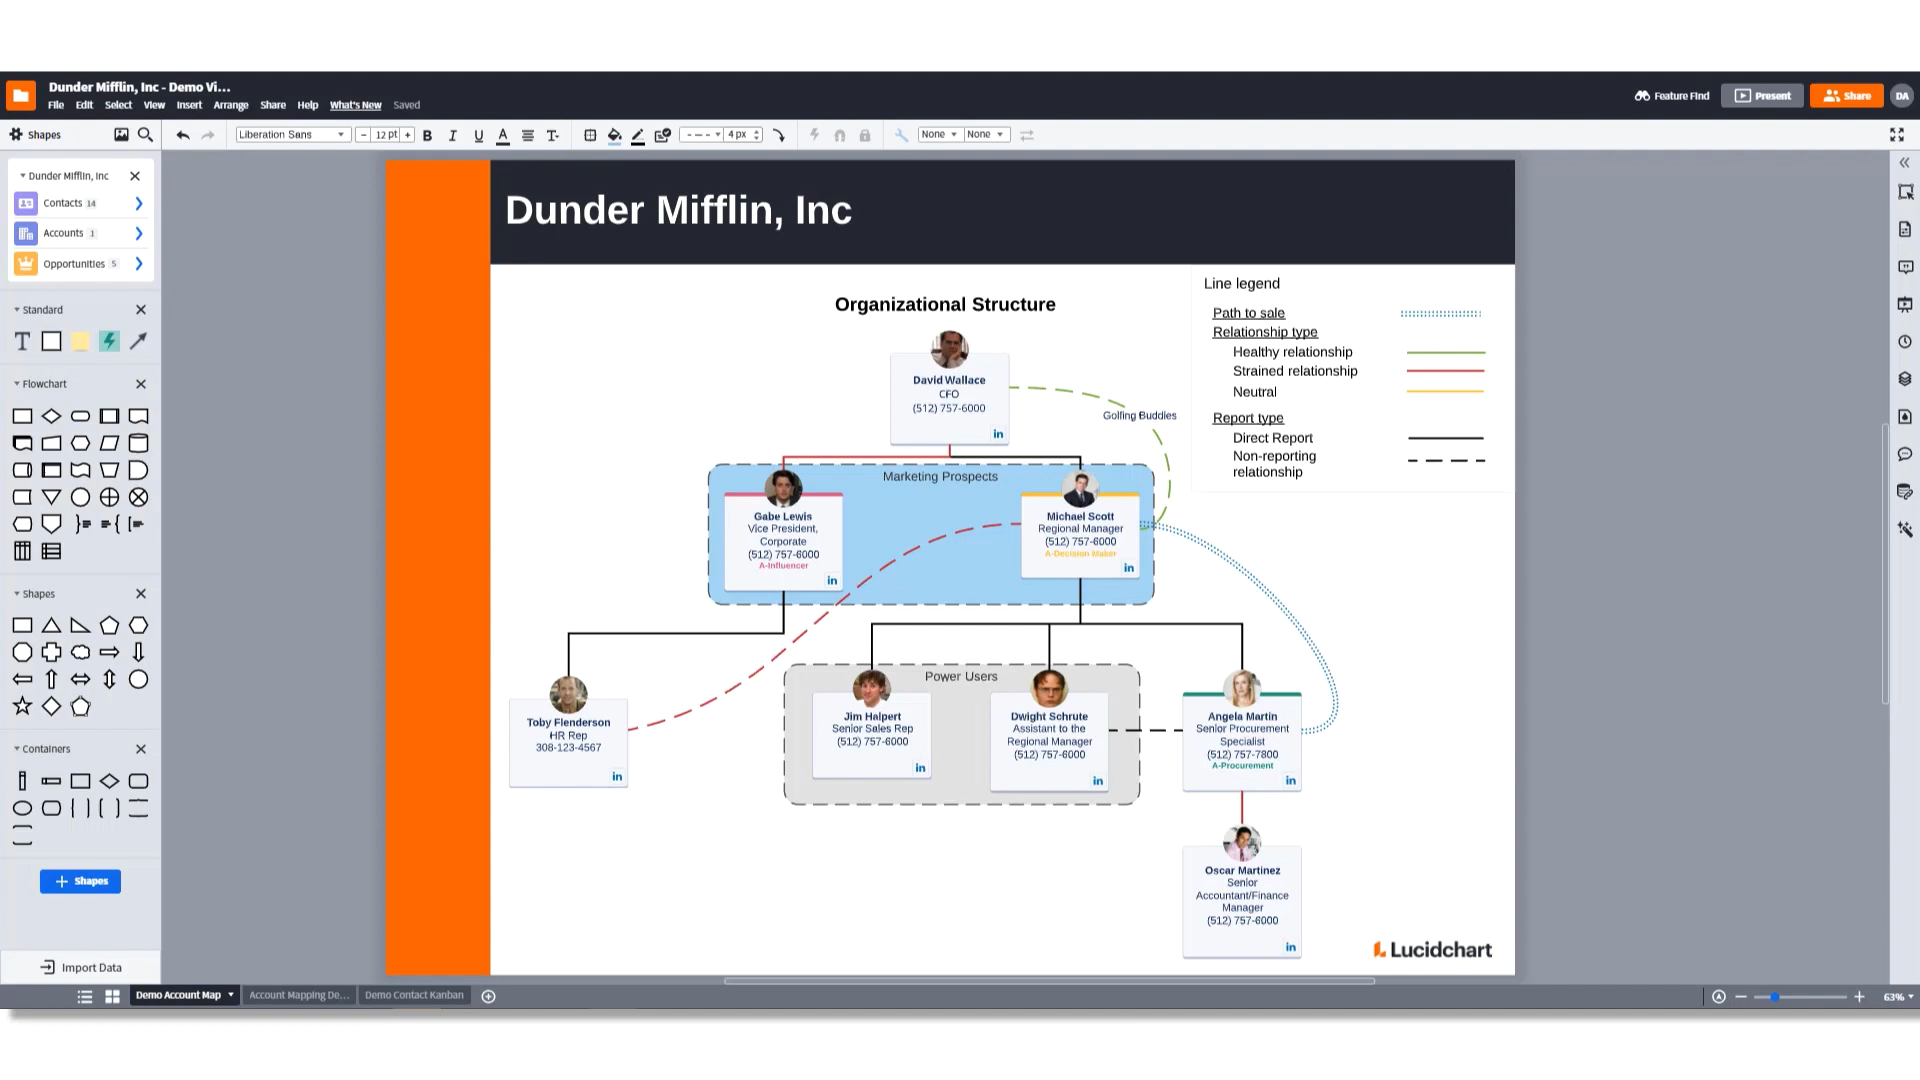 Dunder Mifflin, Inc - Demo Vi...
File Edit Select View Insert Arrange Share Help What's New Saved
Feature Find Present Share DA
Shapes
Liberation Sans 12 pt B I U A T 4 px None None
Dunder Mifflin, Inc
Contacts 14
Accounts 1
Opportunities 5
Standard
T
Flowchart
Shapes
Containers
+ Shapes
Import Data
Dunder Mifflin, Inc
Organizational Structure
Line legend
Path to sale
Relationship type
Healthy relationship
Strained relationship
Neutral
Report type
Direct Report
Non-reporting
relationship
David Wallace
CFO
(512) 757-6000
in
Golfing Buddies
Marketing Prospects
Gabe Lewis
Vice President,
Corporate
(512) 757-6000
A-Influencer
in
Michael Scott
Regional Manager
(512) 757-6000
A-Decision Maker
in
Toby Flenderson
HR Rep
308-123-4567
in
Power Users
Jim Halpert
Senior Sales Rep
(512) 757-6000
in
Dwight Schrute
Assistant to the
Regional Manager
(512) 757-6000
in
Angela Martin
Senior Procurement
Specialist
(512) 757-7800
A-Procurement
in
Oscar Martinez
Senior
Accountant/Finance
Manager
(512) 757-6000
in
Lucidchart
Demo Account Map Account Mapping De... Demo Contact Kanban
63%